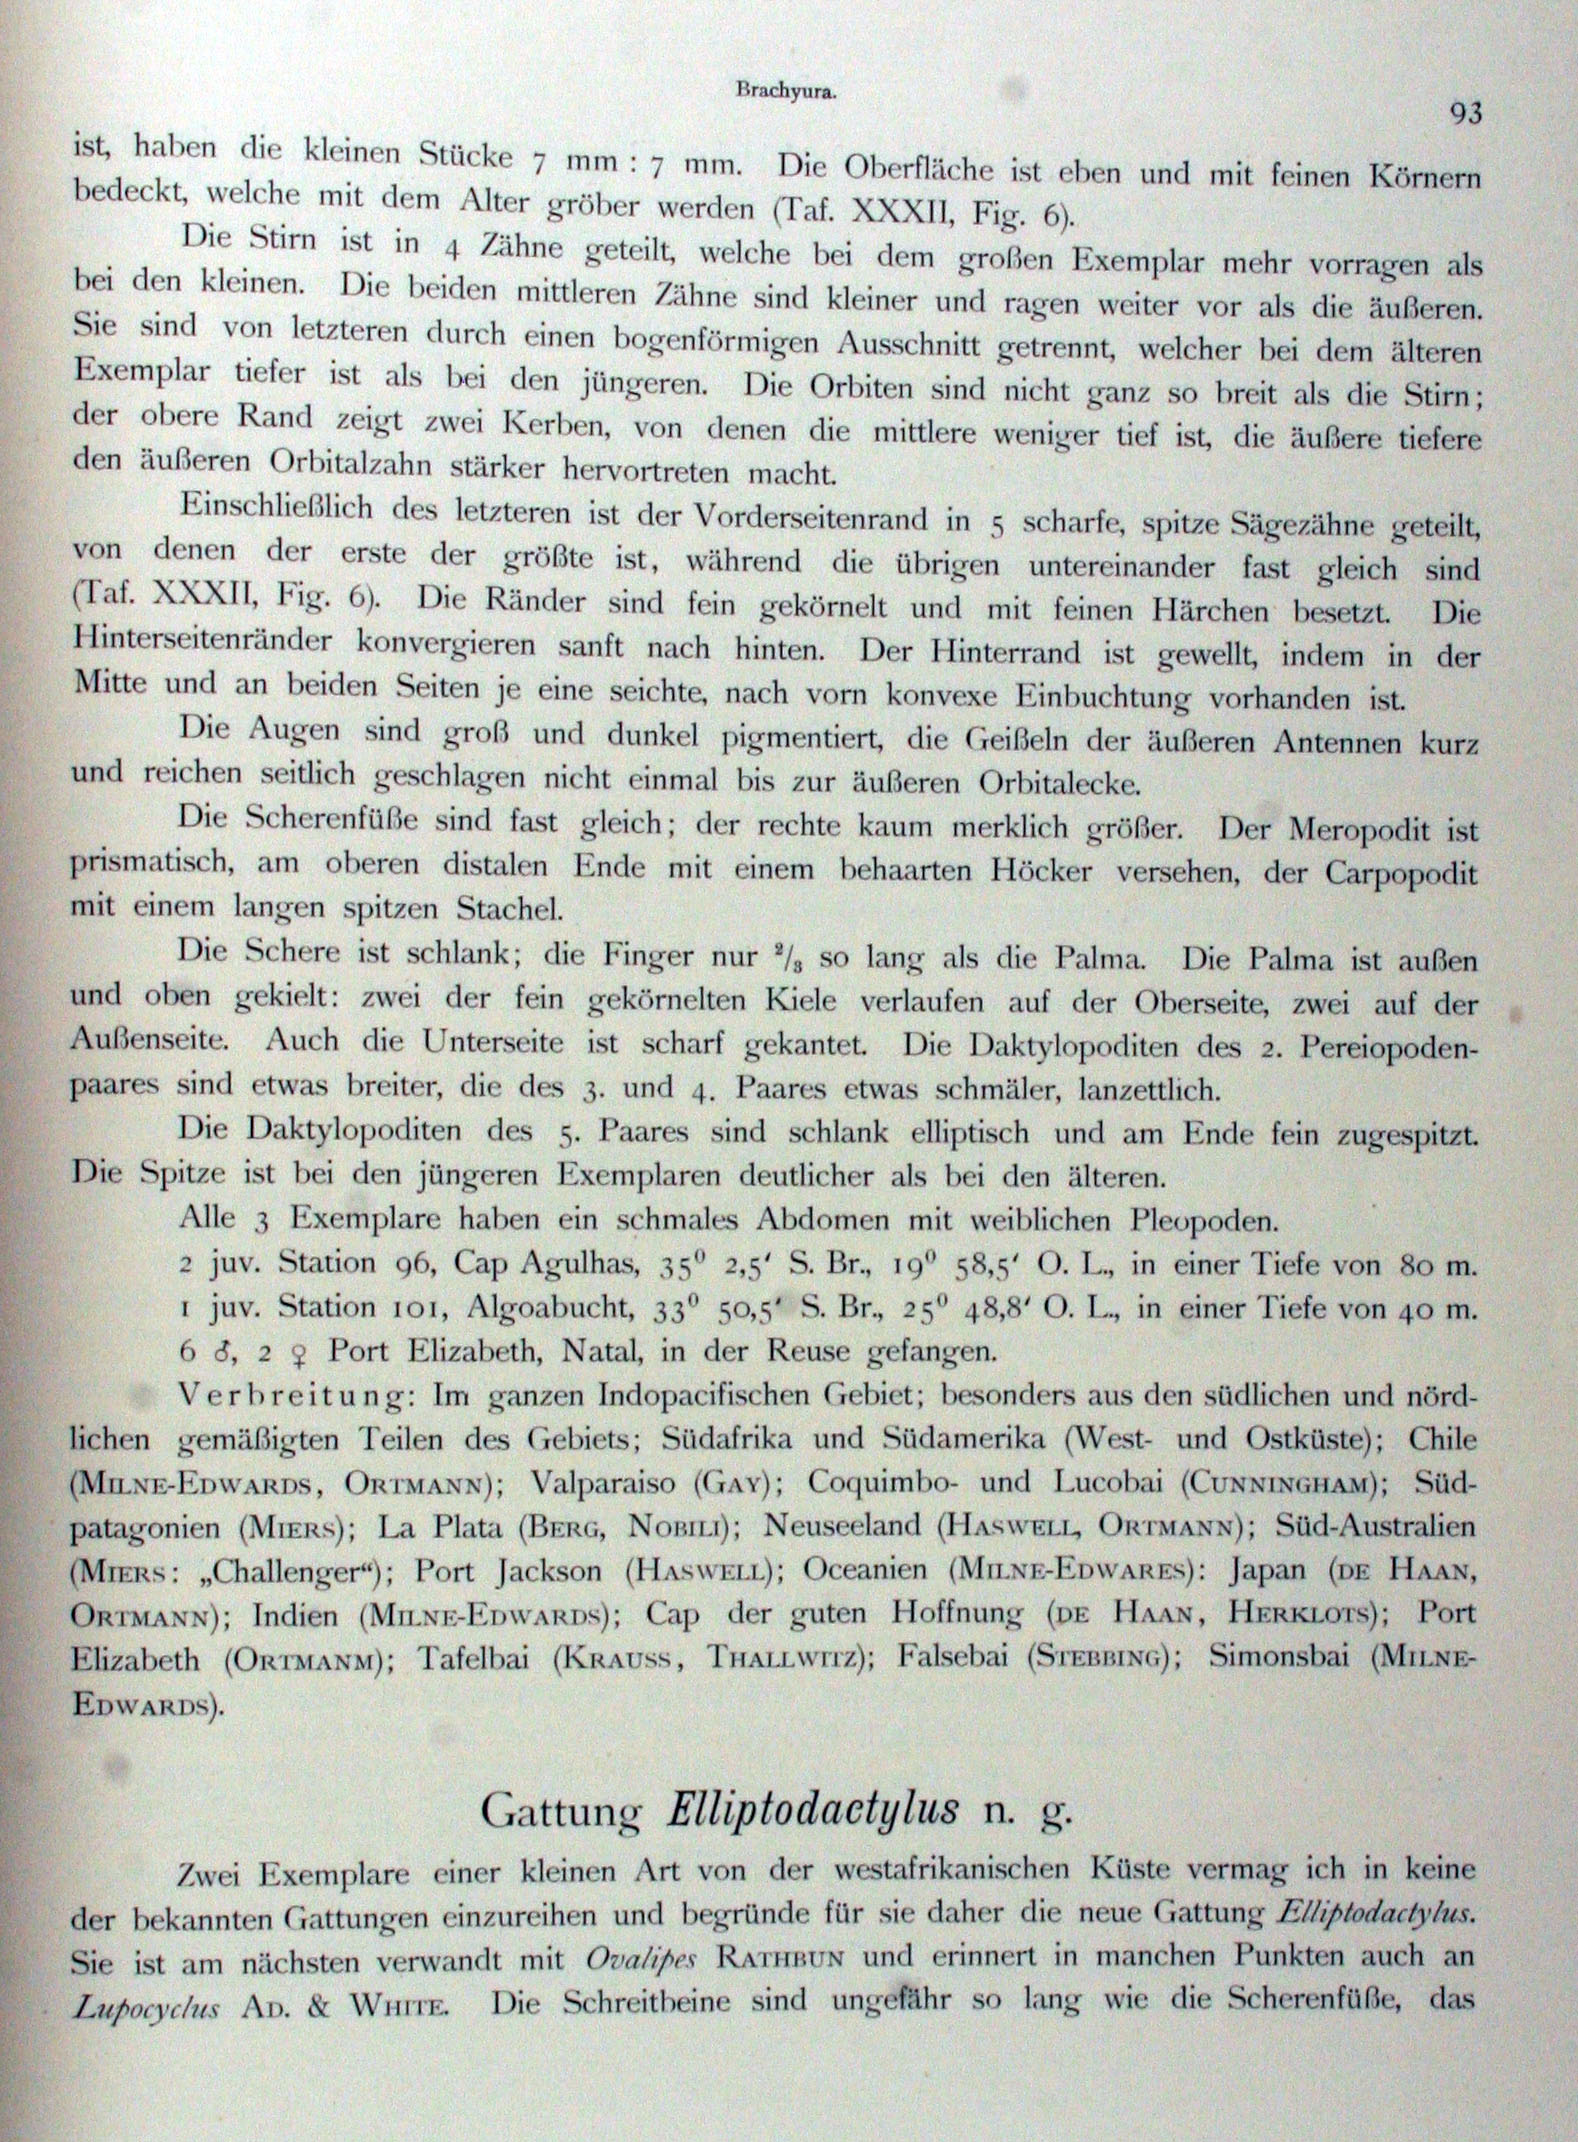 Brachyura.
93
ist, haben die kleinen Stücke 7 mm : 7 mm. Die Oberfläche ist eben und mit feinen Körnern
bedeckt, welche mit dem Alter gröber werden (Taf. XXXII, Fig. 6).
Die Stirn ist in 4 Zähne geteilt, welche bei dem großen Exemplar mehr vorragen als
bei den kleinen. Die beiden mittleren Zähne sind kleiner und ragen weiter vor als die äußeren.
Sie sind von letzteren durch einen bogenförmigen Ausschnitt getrennt, welcher bei dem älteren
Exemplar tiefer ist als bei den jüngeren. Die Orbiten sind nicht ganz so breit als die Stirn;
der obere Rand zeigt zwei Kerben, von denen die mittlere weniger tief ist, die äußere tiefere
den äußeren Orbitalzahn stärker hervortreten macht.
Einschließlich des letzteren ist der Vorderseitenrand in 5 scharfe, spitze Sägezähne geteilt,
von denen der erste der größte ist, während die übrigen untereinander fast gleich sind
(Taf. XXXII, Fig. 6). Die Ränder sind fein gekörnelt und mit feinen Härchen besetzt. Die
Hinterseitenränder konvergieren sanft nach hinten. Der Hinterrand ist gewellt, indem in der
Mitte und an beiden Seiten je eine seichte, nach vorn konvexe Einbuchtung vorhanden ist.
Die Augen sind groß und dunkel pigmentiert, die Geißeln der äußeren Antennen kurz
und reichen seitlich geschlagen nicht einmal bis zur äußeren Orbitalecke.
Die Scherenfüße sind fast gleich; der rechte kaum merklich größer. Der Meropodit ist
prismatisch, am oberen distalen Ende mit einem behaarten Höcker versehen, der Carpopodit
mit einem langen spitzen Stachel.
Die Schere ist schlank; die Finger nur ²/₃ so lang als die Palma. Die Palma ist außen
und oben gekielt: zwei der fein gekörnelten Kiele verlaufen auf der Oberseite, zwei auf der
Außenseite. Auch die Unterseite ist scharf gekantet. Die Daktylopoditen des 2. Pereiopoden-
paares sind etwas breiter, die des 3. und 4. Paares etwas schmäler, lanzettlich.
Die Daktylopoditen des 5. Paares sind schlank elliptisch und am Ende fein zugespitzt.
Die Spitze ist bei den jüngeren Exemplaren deutlicher als bei den älteren.
Alle 3 Exemplare haben ein schmales Abdomen mit weiblichen Pleopoden.
2 juv. Station 96, Cap Agulhas, 35⁰ 2,5' S. Br., 19⁰ 58,5' O. L., in einer Tiefe von 80 m.
1 juv. Station 101, Algoabucht, 33⁰ 50,5' S. Br., 25⁰ 48,8' O. L., in einer Tiefe von 40 m.
6 ♂, 2 ♀ Port Elizabeth, Natal, in der Reuse gefangen.
Verbreitung: Im ganzen Indopacifischen Gebiet; besonders aus den südlichen und nörd-
lichen gemäßigten Teilen des Gebiets; Südafrika und Südamerika (West- und Ostküste); Chile
(MILNE-EDWARDS, ORTMANN); Valparaiso (GAY); Coquimbo- und Lucobai (CUNNINGHAM); Süd-
patagonien (MIERS); La Plata (BERG, NOBILI); Neuseeland (HASWELL, ORTMANN); Süd-Australien
(MIERS: „Challenger“); Port Jackson (HASWELL); Oceanien (MILNE-EDWARES): Japan (DE HAAN,
ORTMANN); Indien (MILNE-EDWARDS); Cap der guten Hoffnung (DE HAAN, HERKLOTS); Port
Elizabeth (ORTMANM); Tafelbai (KRAUSS, THALLWITZ); Falsebai (STEBBING); Simonsbai (MILNE-
EDWARDS).
Gattung Elliptodactylus n. g.
Zwei Exemplare einer kleinen Art von der westafrikanischen Küste vermag ich in keine
der bekannten Gattungen einzureihen und begründe für sie daher die neue Gattung Elliptodactylus.
Sie ist am nächsten verwandt mit Ovalipes RATHBUN und erinnert in manchen Punkten auch an
Lupocyclus AD. & WHITE. Die Schreitbeine sind ungefähr so lang wie die Scherenfüße, das